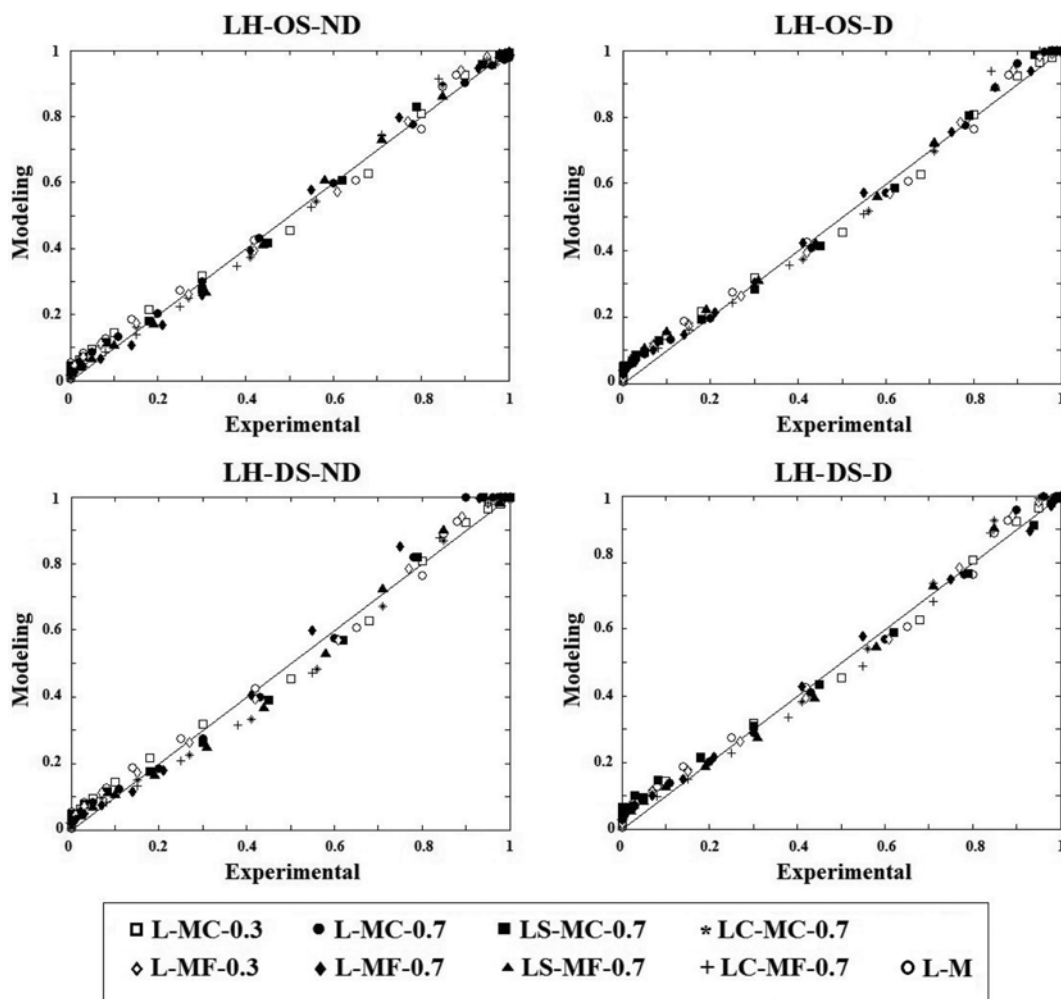 LH-OS-ND
LH-OS-D
1
0.8
0.6
0.4
0.2
0
Modeling
0 0.2 0.4 0.6 0.8 1
Experimental
1
0.8
0.6
0.4
0.2
0
Modeling
0 0.2 0.4 0.6 0.8 1
Experimental
LH-DS-ND
LH-DS-D
1
0.8
0.6
0.4
0.2
0
Modeling
0 0.2 0.4 0.6 0.8 1
Experimental
1
0.8
0.6
0.4
0.2
0
Modeling
0 0.2 0.4 0.6 0.8 1
Experimental
L-MC-0.3 L-MC-0.7 LS-MC-0.7 LC-MC-0.7
L-MF-0.3 L-MF-0.7 LS-MF-0.7 LC-MF-0.7 L-M